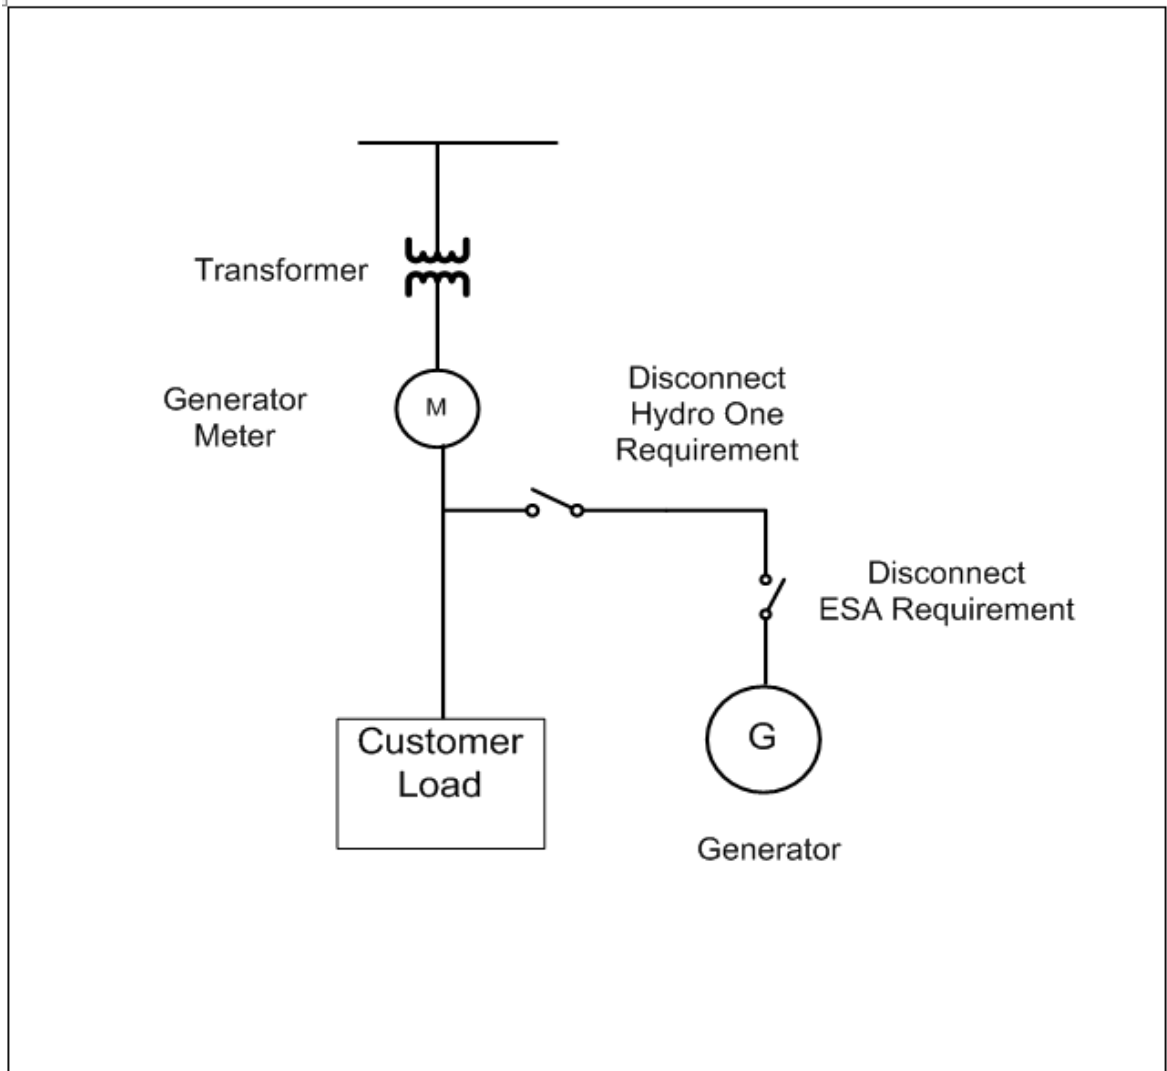 Transformer
Generator
Meter
M
Disconnect
Hydro One
Requirement
Disconnect
ESA Requirement
Customer
Load
G
Generator